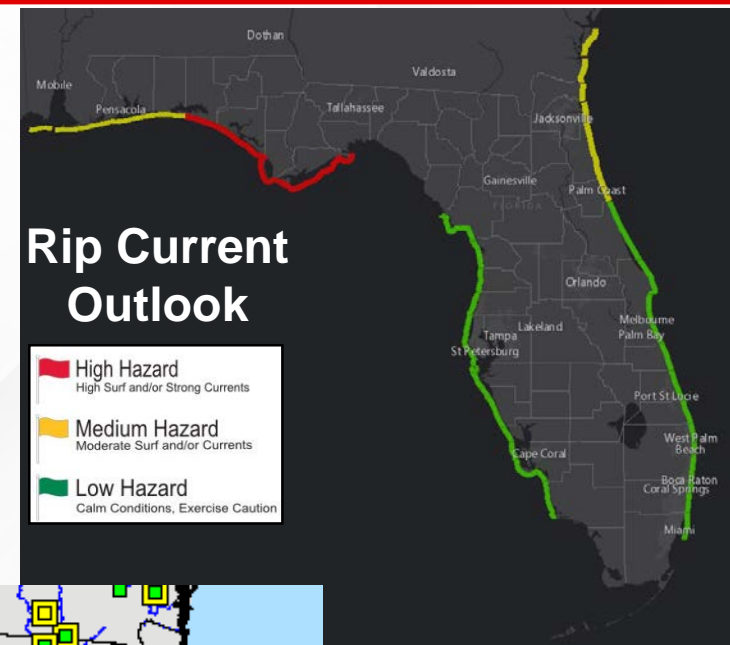 Dothan
Valdosta
Mobile
Pensacola
Tallahassee
Jacksonville
Gainesville
Palm Coast
FLORIDA
Rip Current
Outlook
Orlando
Melbourne
Palm Bay
Lakeland
Tampa
St Petersburg
High Hazard
High Surf and/or Strong Currents
Port St Lucie
Medium Hazard
Moderate Surf and/or Currents
West Palm
Beach
Cape Coral
Boca Raton
Coral Springs
Low Hazard
Calm Conditions, Exercise Caution
Miami